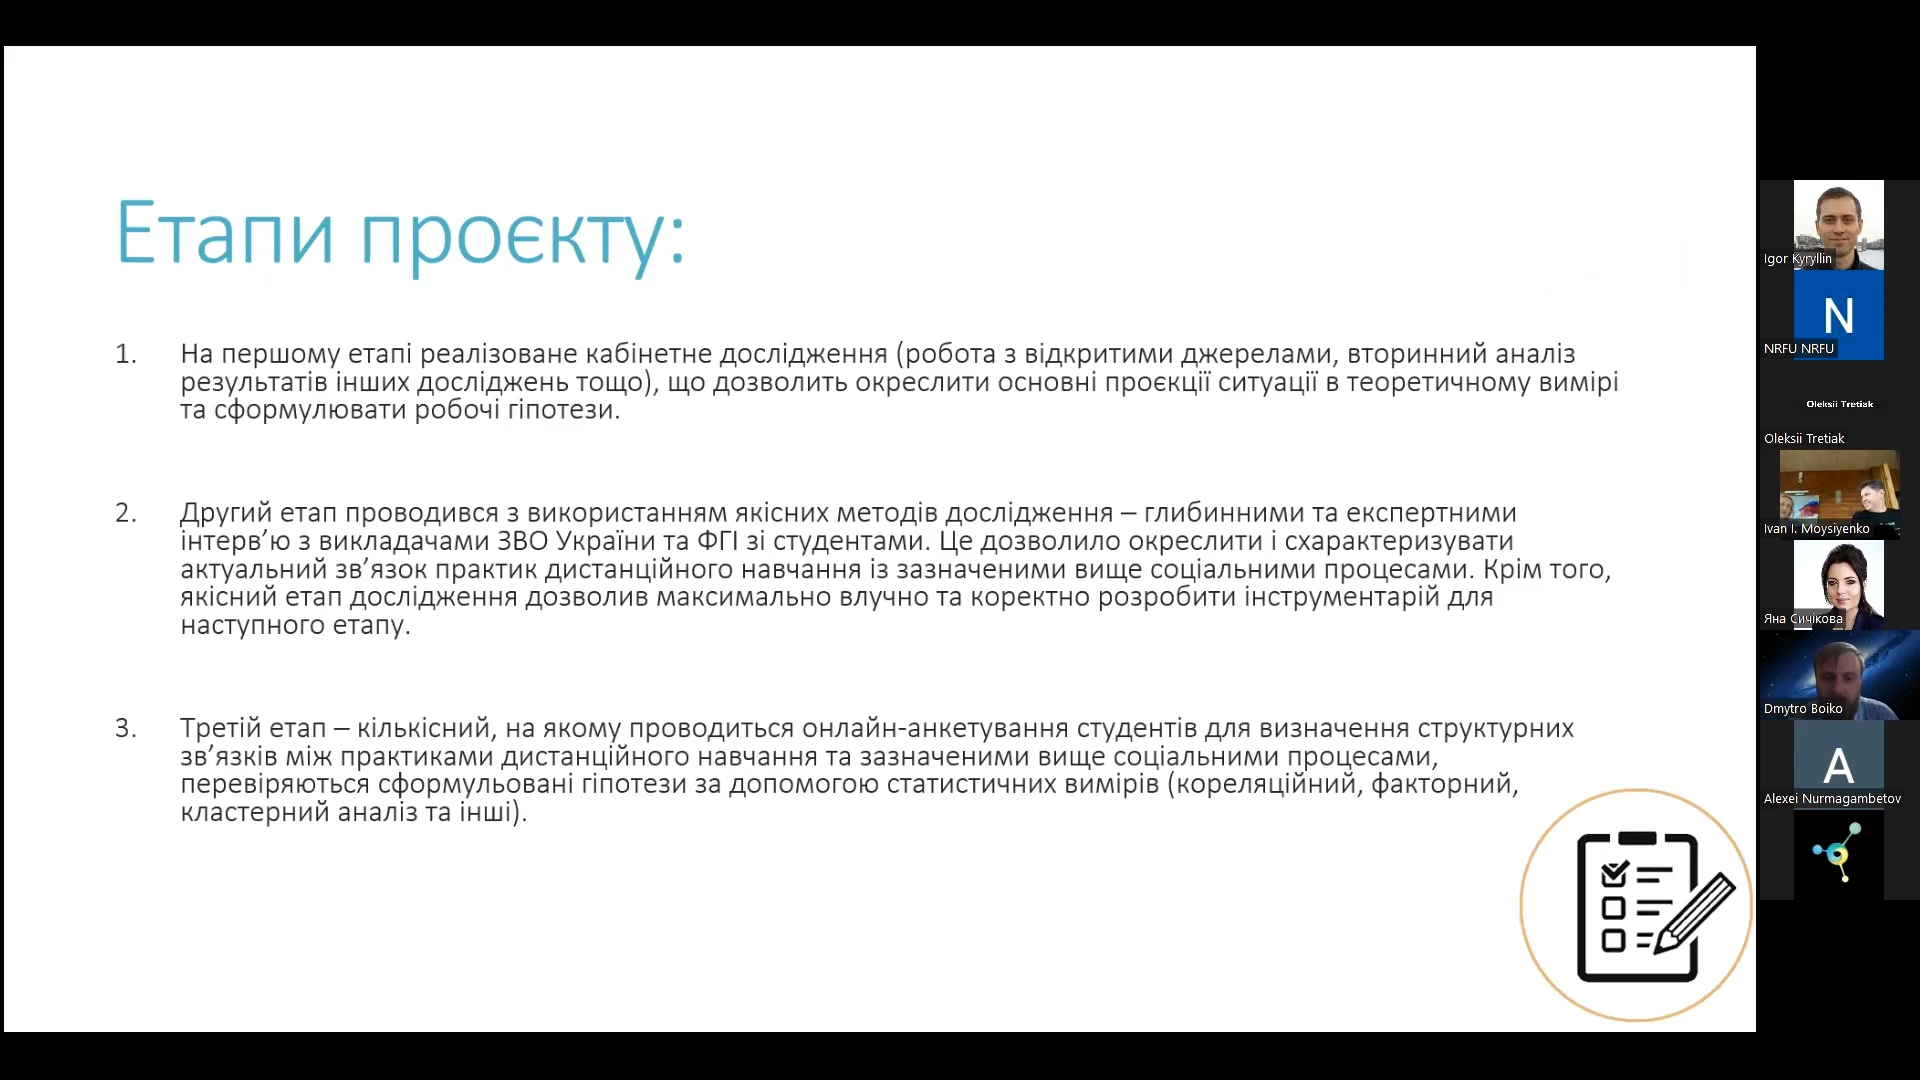 Етапи проєкту:
1. На першому етапі реалізоване кабінетне дослідження (робота з відкритими джерелами, вторинний аналіз
результатів інших досліджень тощо), що дозволить окреслити основні проєкції ситуації в теоретичному вимірі
та сформулювати робочі гіпотези.
2. Другий етап проводився з використанням якісних методів дослідження – глибинними та експертними
інтерв’ю з викладачами ЗВО України та ФГІ зі студентами. Це дозволило окреслити і схарактеризувати
актуальний зв’язок практик дистанційного навчання із зазначеними вище соціальними процесами. Крім того,
якісний етап дослідження дозволив максимально влучно та коректно розробити інструментарій для
наступного етапу.
3. Третій етап – кількісний, на якому проводиться онлайн-анкетування студентів для визначення структурних
зв’язків між практиками дистанційного навчання та зазначеними вище соціальними процесами,
перевіряються сформульовані гіпотези за допомогою статистичних вимірів (кореляційний, факторний,
кластерний аналіз та інші).
Igor Kyryllin
N
NRFU NRFU
Oleksii Tretiak
Oleksii Tretiak
Ivan I. Moysiyenko
Яна Сичікова
Dmytro Boiko
A
Alexei Nurmagambetov